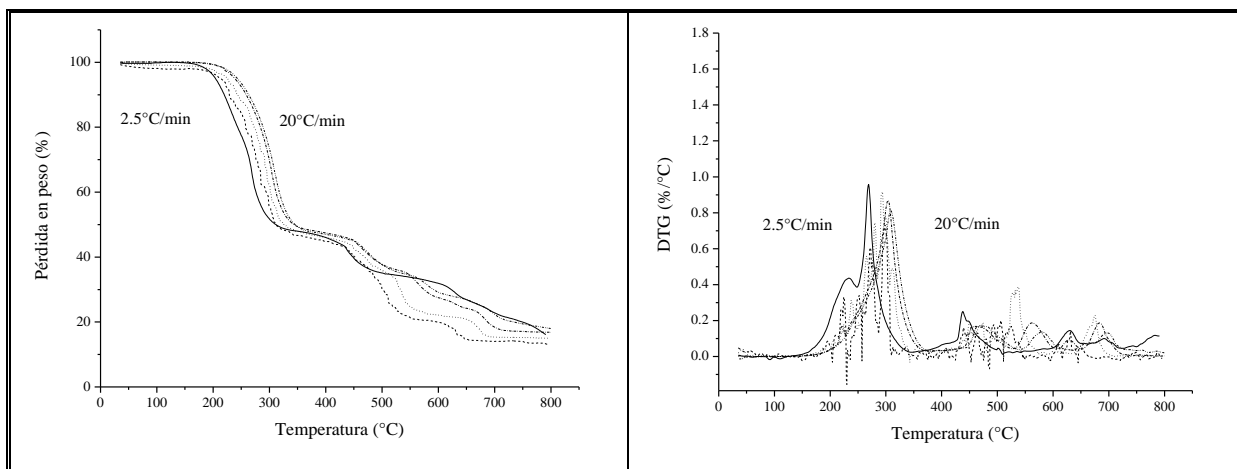 100
80
60
40
20
0
0 100 200 300 400 500 600 700 800
Pérdida en peso (%)
Temperatura (°C)
2.5°C/min
20°C/min
1.8
1.6
1.4
1.2
1.0
0.8
0.6
0.4
0.2
0.0
0 100 200 300 400 500 600 700 800
DTG (%/°C)
Temperatura (°C)
2.5°C/min
20°C/min